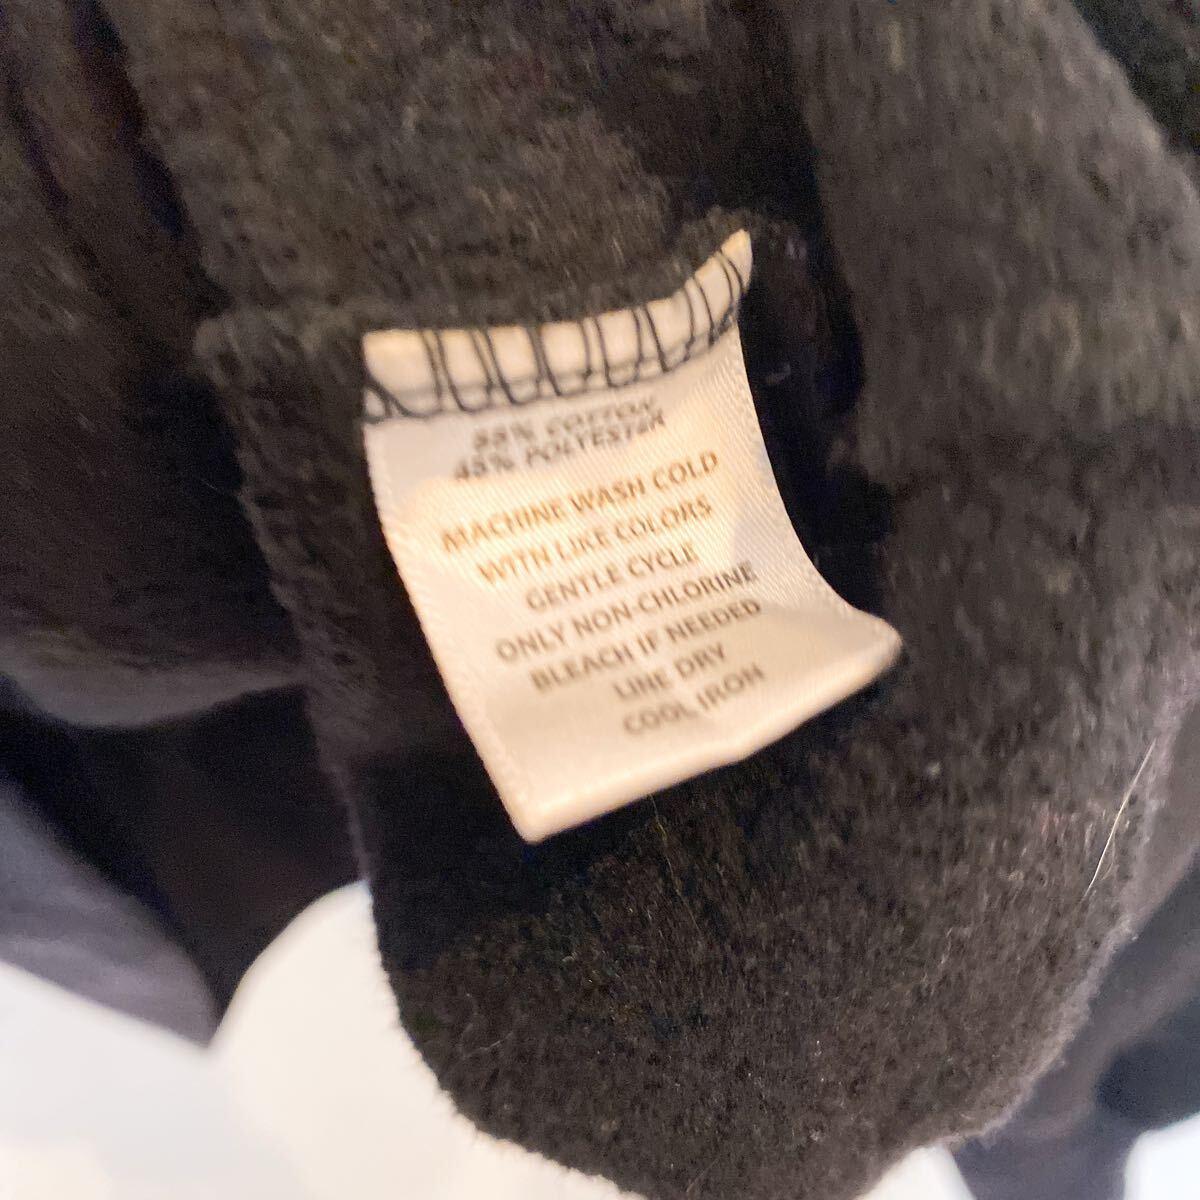 55% COTTON
45% POLYESTER
MACHINE WASH COLD
WITH LIKE COLORS
GENTLE CYCLE
ONLY NON-CHLORINE
BLEACH IF NEEDED
LINE DRY
COOL IRON